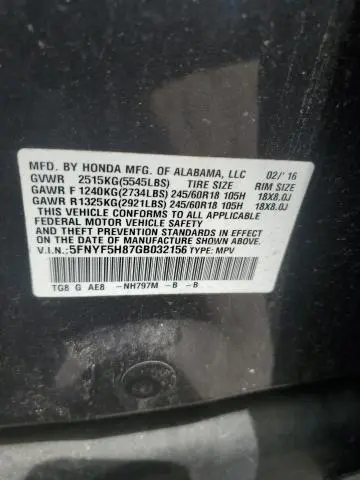 MFD. BY HONDA MFG. OF ALABAMA, LLC 02/'16
GVWR 2515KG(5545LBS) TIRE SIZE RIM SIZE
GAWR F 1240KG(2734LBS) 245/60R18 105H 18X8.0J
GAWR R1325KG(2921LBS) 245/60R18 105H 18X8.0J
THIS VEHICLE CONFORMS TO ALL APPLICABLE
FEDERAL MOTOR VEHICLE SAFETY
AND THEFT PREVENTION STANDARDS IN EFFECT
ON THE DATE OF MANUFACTURE SHOWN ABOVE.
V.I.N.:5FNYF5H87GB032156 TYPE: MPV
TG8 G AE8 -NH797M -B -B